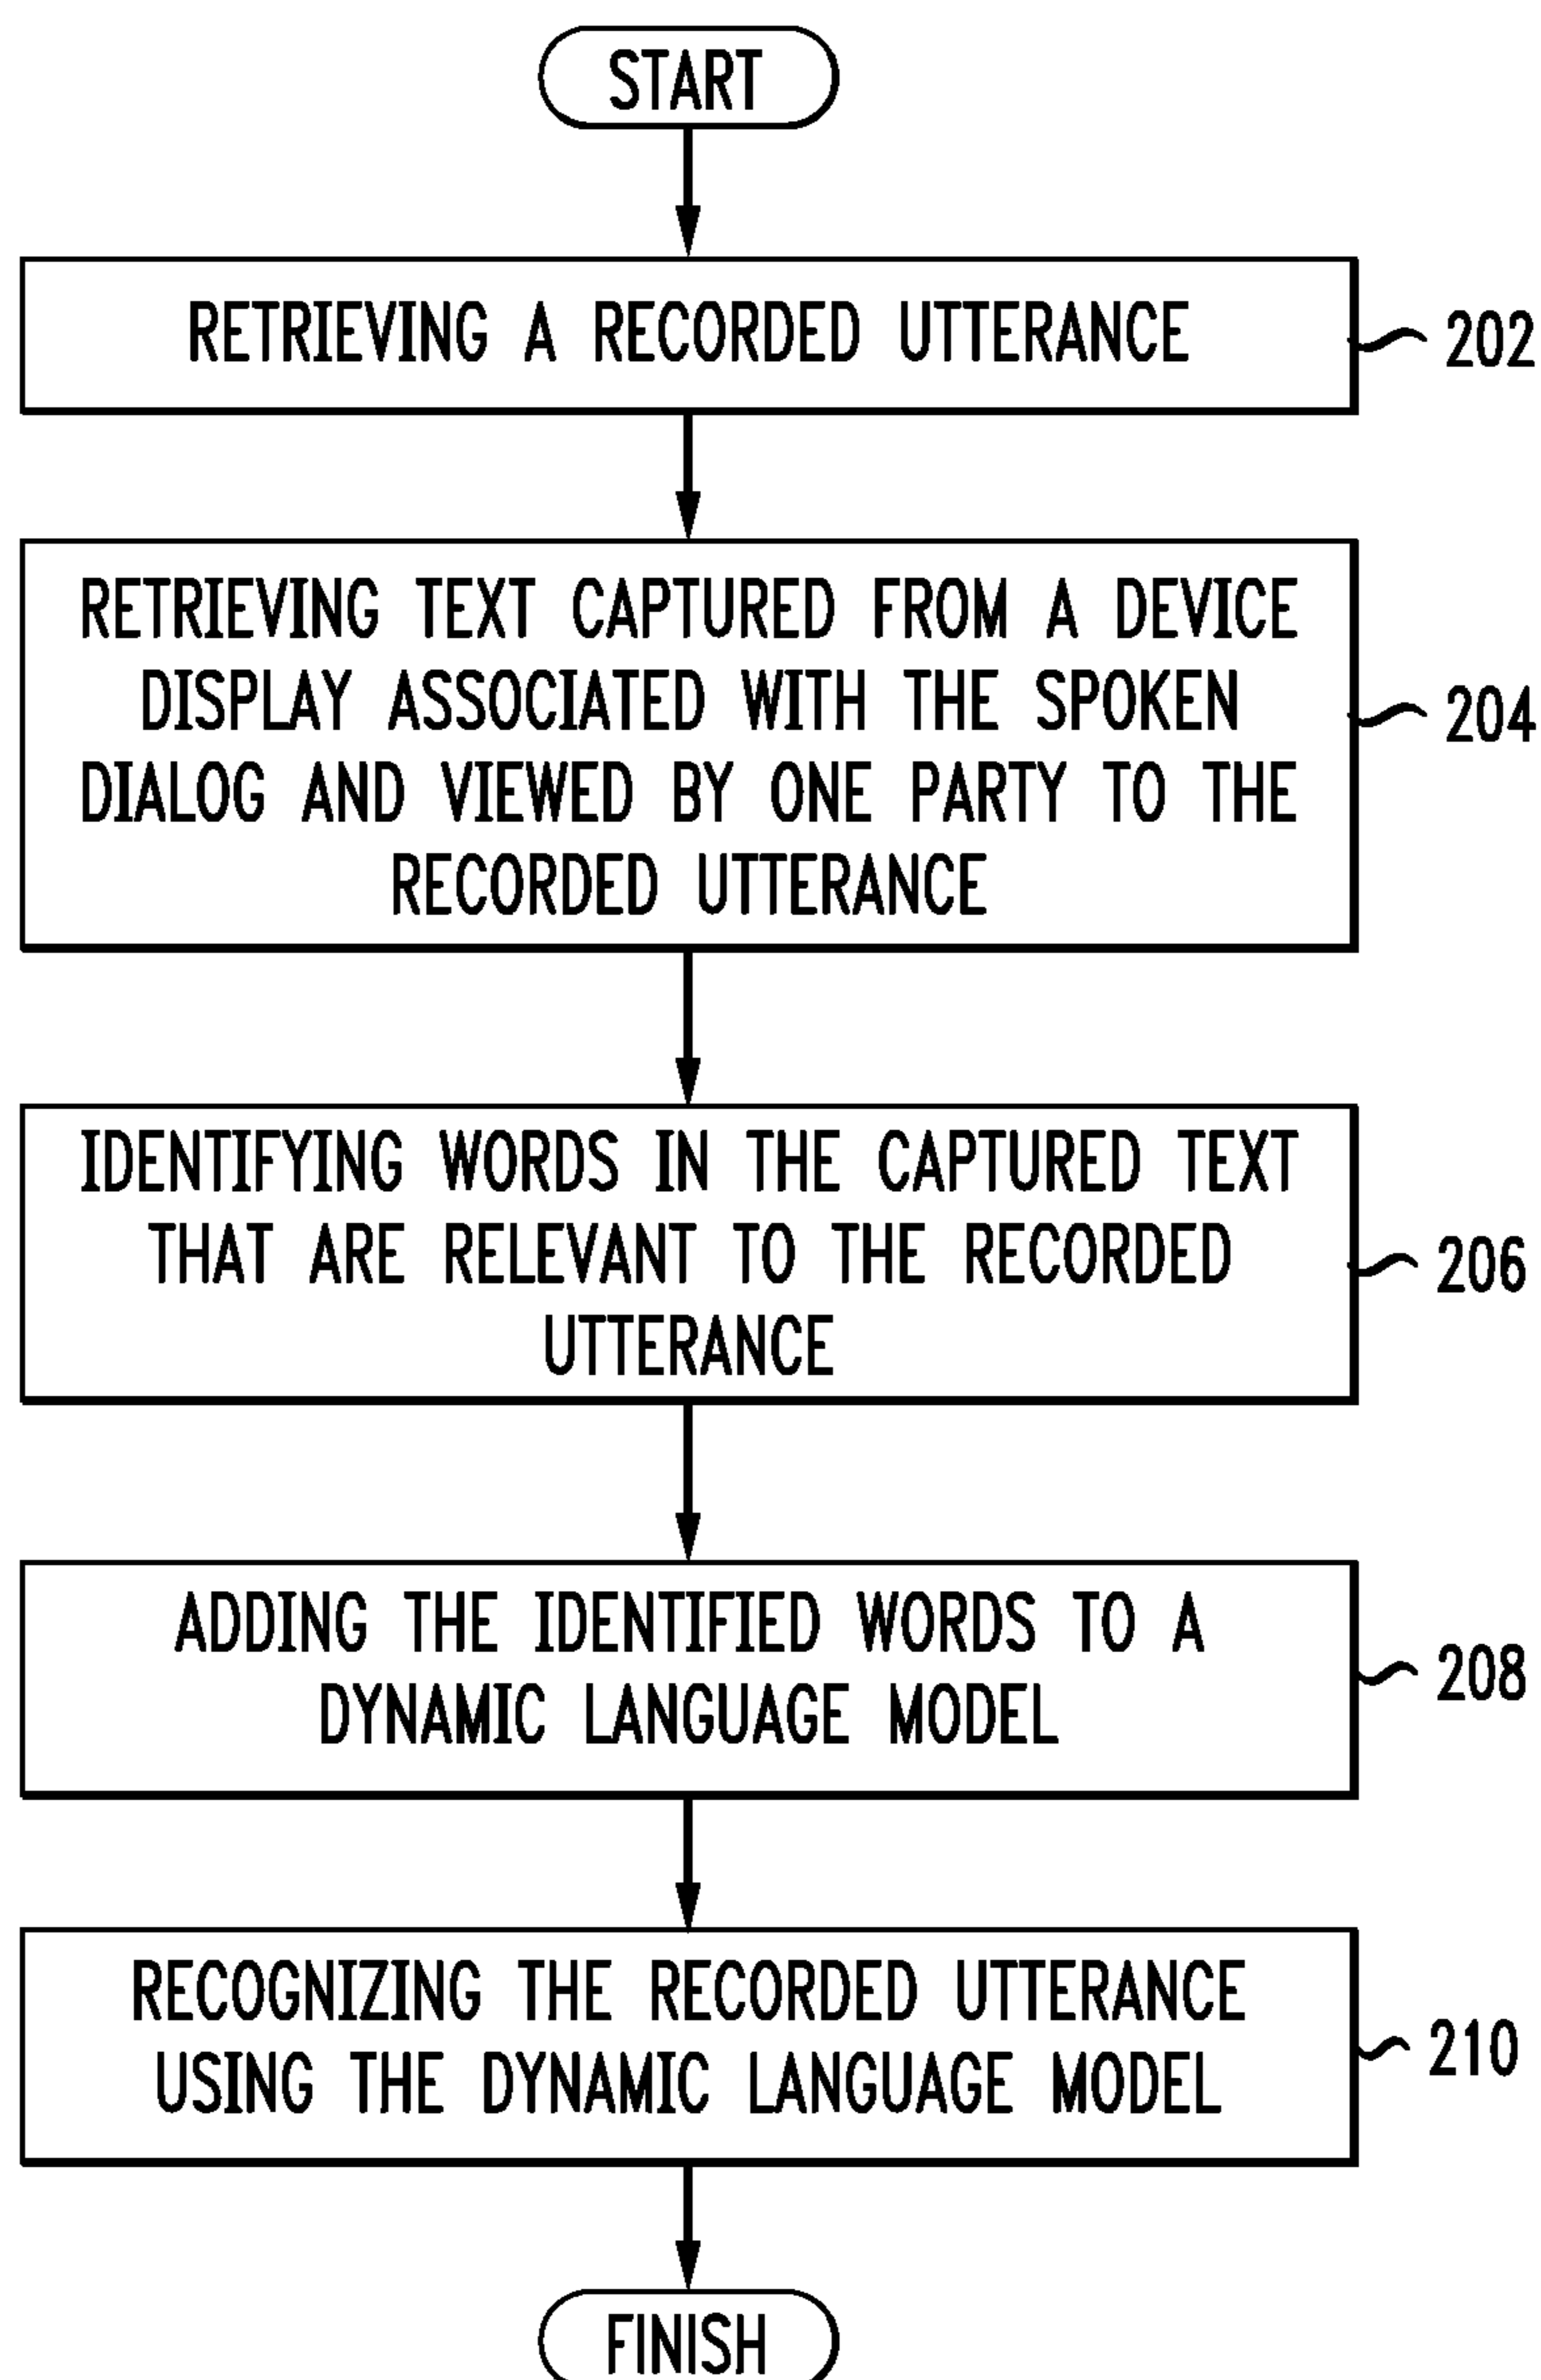 START
RETRIEVING A RECORDED UTTERANCE
202
RETRIEVING TEXT CAPTURED FROM A DEVICE
DISPLAY ASSOCIATED WITH THE SPOKEN
DIALOG AND VIEWED BY ONE PARTY TO THE
RECORDED UTTERANCE
204
IDENTIFYING WORDS IN THE CAPTURED TEXT
THAT ARE RELEVANT TO THE RECORDED
UTTERANCE
206
ADDING THE IDENTIFIED WORDS TO A
DYNAMIC LANGUAGE MODEL
208
RECOGNIZING THE RECORDED UTTERANCE
USING THE DYNAMIC LANGUAGE MODEL
210
FINISH